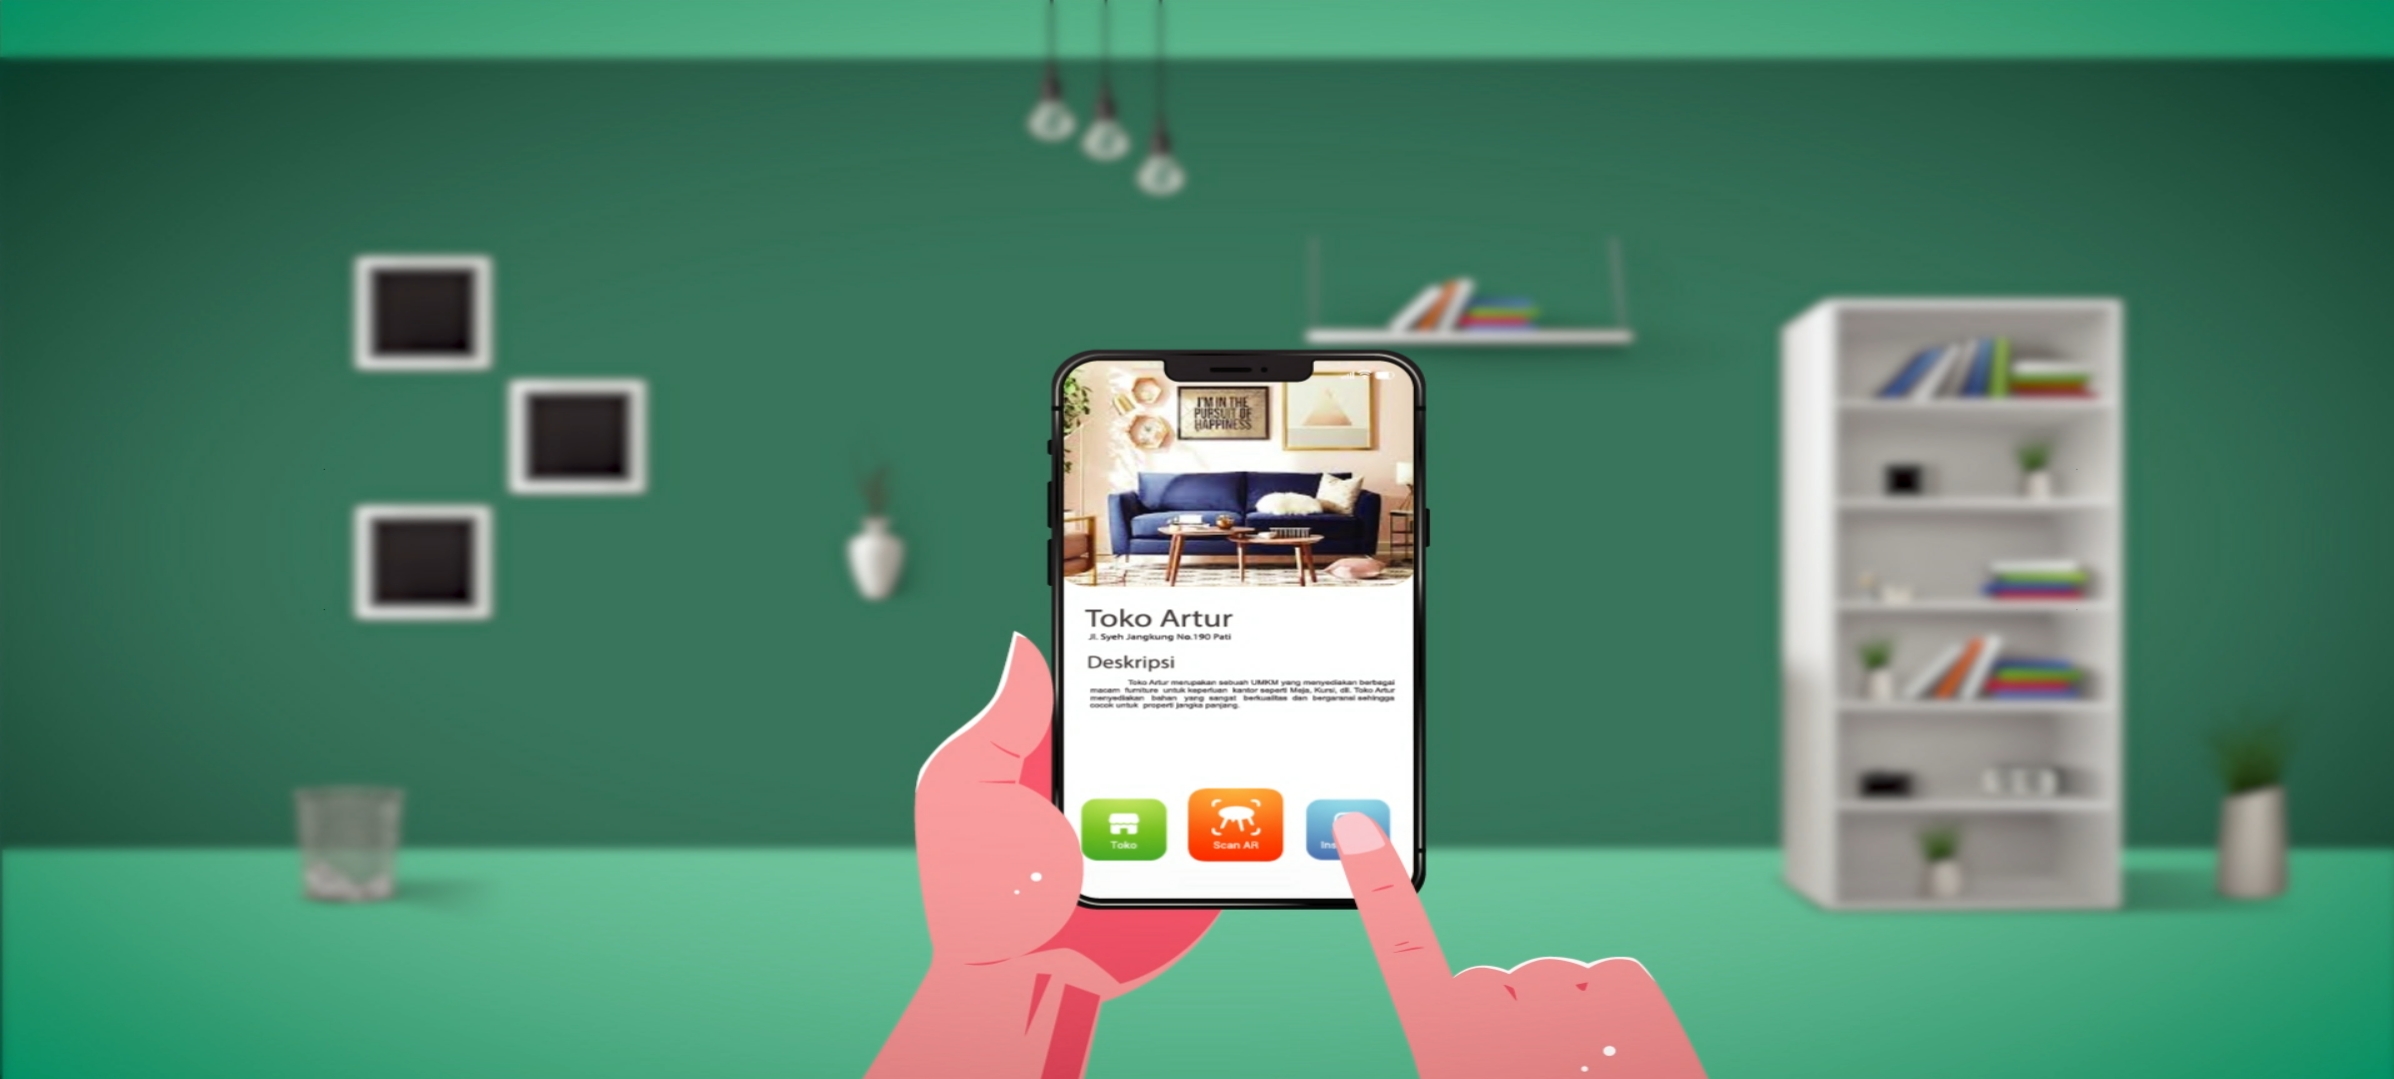 I'M IN THE
PURSUIT OF
HAPPINESS
Toko Artur
Jl. Syeh Jangkung No.190 Pati
Deskripsi
Toko Artur merupakan sebuah UMKM yang menyediakan berbagai
macam furniture untuk keperluan kantor seperti Meja, Kursi, dll. Toko Artur
menyediakan bahan yang sangat berkualitas dan bergaransi sehingga
cocok untuk properti jangka panjang.
Toko
Scan AR